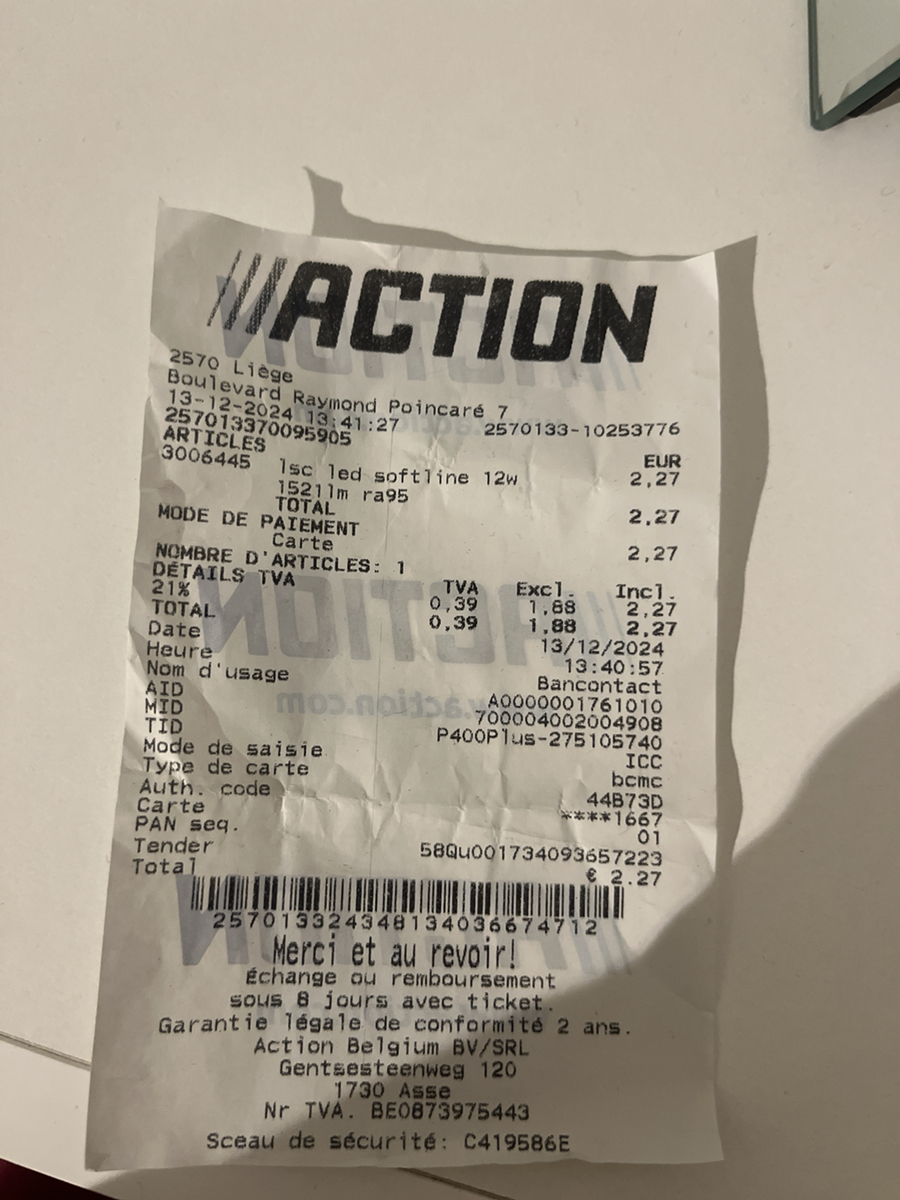 ///ACTION
2570 Liège
Boulevard Raymond Poincaré 7
13-12-2024 13:41:27 2570133-10253776
257013370095905
ARTICLES EUR
3006445 lsc led softline 12w 2,27
1521lm ra95
TOTAL 2,27
MODE DE PAIEMENT
Carte 2,27
NOMBRE D'ARTICLES: 1
DÉTAILS TVA TVA Excl. Incl.
21% 0,39 1,88 2,27
TOTAL 0,39 1,88 2,27
Date 13/12/2024
Heure 13:40:57
Nom d'usage Bancontact
AID A0000001761010
MID 700004002004908
TID P400Plus-275105740
Mode de saisie ICC
Type de carte bcmc
Auth. code 44B73D
Carte ****1667
PAN seq. 01
Tender 58Qu001734093657223
Total € 2.27
257013324348134036674712
Merci et au revoir!
Échange ou remboursement
sous 8 jours avec ticket.
Garantie légale de conformité 2 ans.
Action Belgium BV/SRL
Gentsesteenweg 120
1730 Asse
Nr TVA. BE0873975443
Sceau de sécurité: C419586E